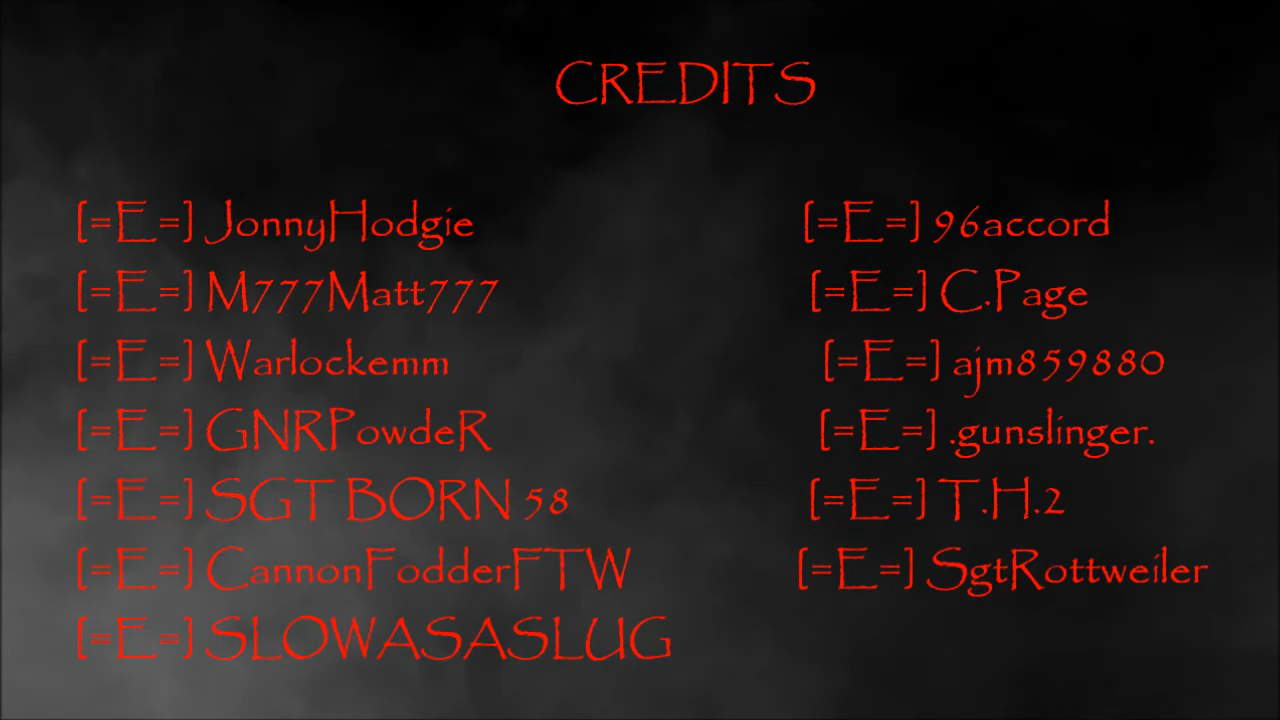 CREDITS
[=E=] JonnyHodgie
[=E=] M777Matt777
[=E=] Warlockemm
[=E=] GNRPowdeR
[=E=] SGT BORN 58
[=E=] CannonFodderFTW
[=E=] SLOWASASLUG
[=E=] 96accord
[=E=] C.Page
[=E=] ajm859880
[=E=] .gunslinger.
[=E=] T.H.2
[=E=] SgtRottweiler